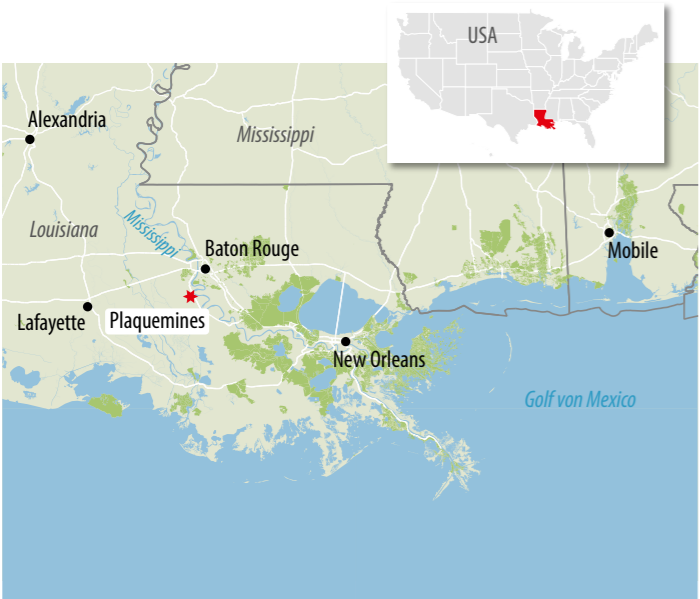 USA
Alexandria
Mississippi
Louisiana
Mississippi
Baton Rouge
Mobile
Lafayette
Plaquemines
New Orleans
Golf von Mexico